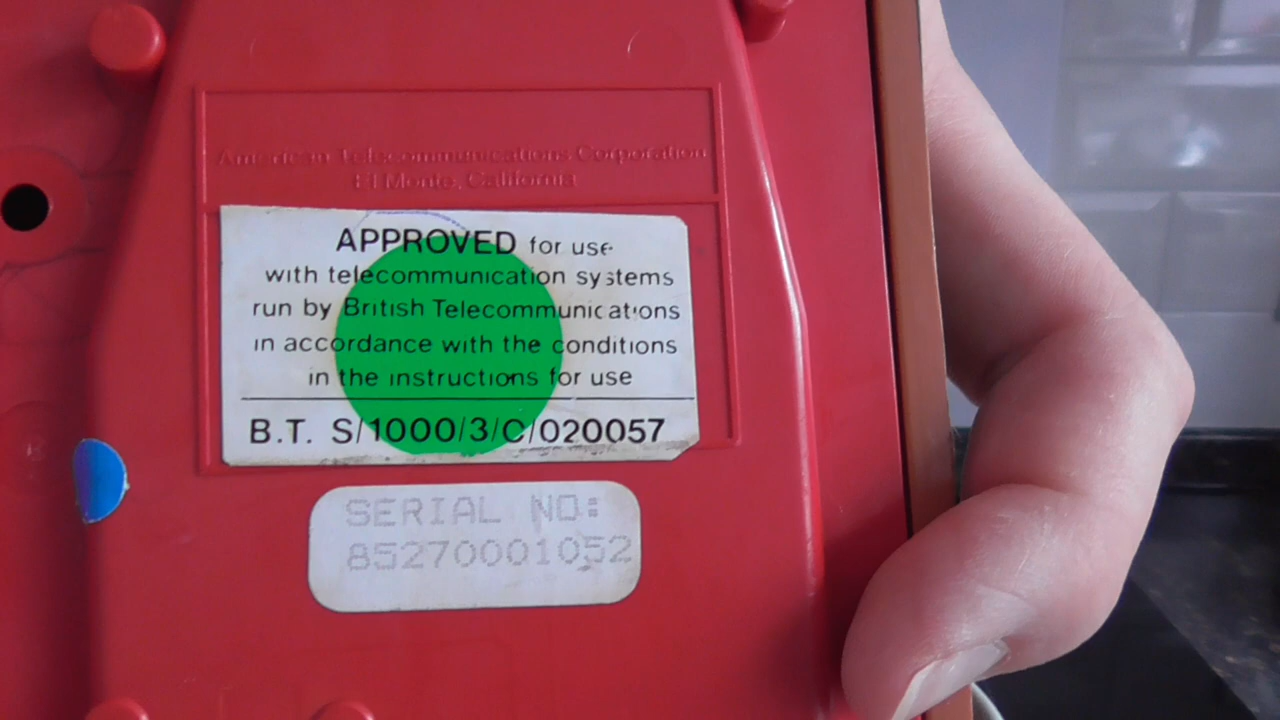 American Telecommunications Corporation
El Monte, California
APPROVED for use
with telecommunication systems
run by British Telecommunications
in accordance with the conditions
in the instructions for use
B.T. S/1000/3/C/020057
SERIAL NO:
85270001052